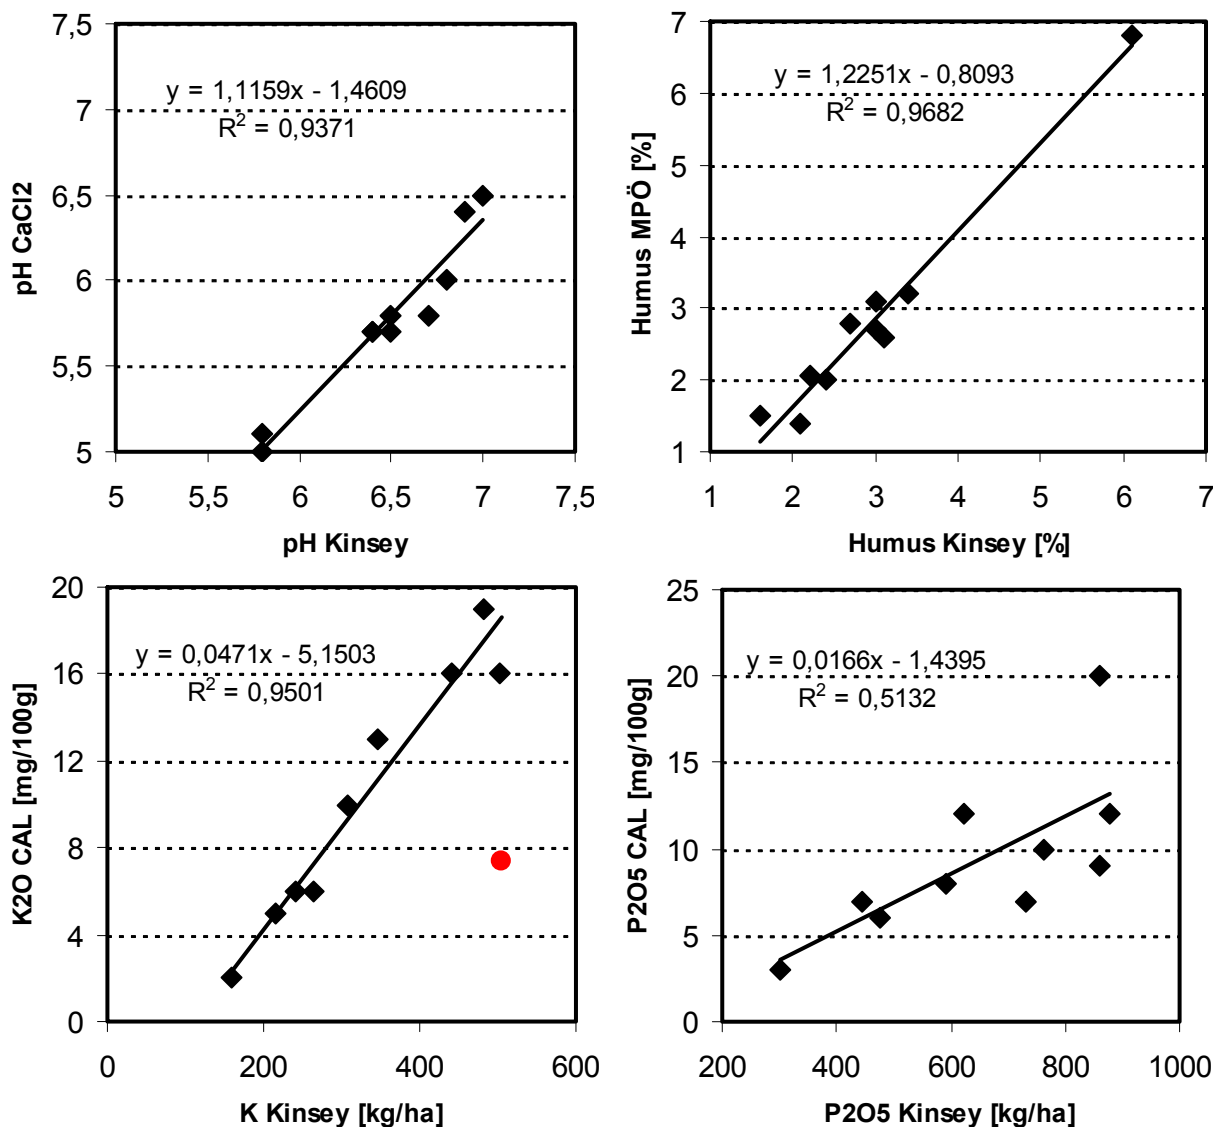 7,5
7
6,5
6
5,5
5
pH CaCl2
y = 1,1159x - 1,4609
R² = 0,9371
5 5,5 6 6,5 7 7,5
pH Kinsey
7
6
5
4
3
2
1
Humus MPÖ [%]
y = 1,2251x - 0,8093
R² = 0,9682
1 2 3 4 5 6 7
Humus Kinsey [%]
20
16
12
8
4
0
K2O CAL [mg/100g]
y = 0,0471x - 5,1503
R² = 0,9501
0 200 400 600
K Kinsey [kg/ha]
25
20
15
10
5
0
P2O5 CAL [mg/100g]
y = 0,0166x - 1,4395
R² = 0,5132
200 400 600 800 1000
P2O5 Kinsey [kg/ha]